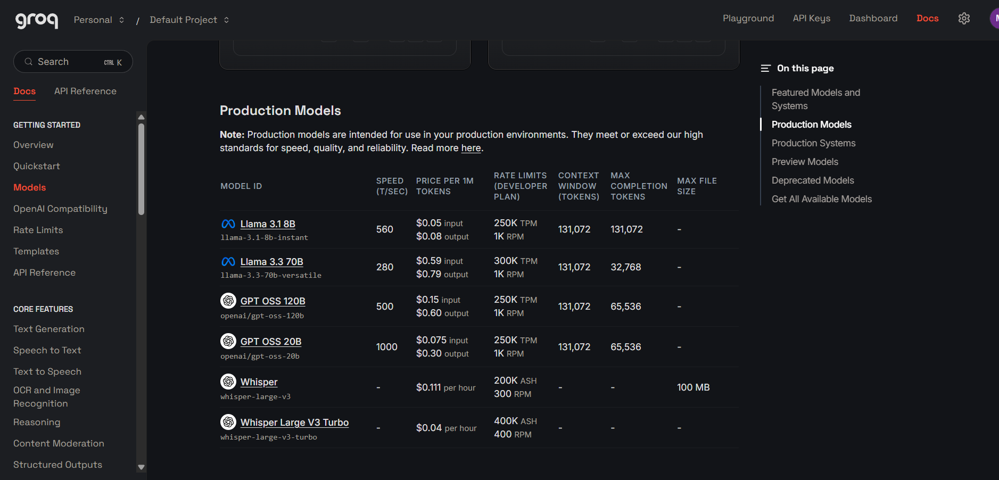 groq
Personal / Default Project
Playground
API Keys
Dashboard
Docs
Search CTRL K
Docs
API Reference
GETTING STARTED
Overview
Quickstart
Models
OpenAI Compatibility
Rate Limits
Templates
API Reference
CORE FEATURES
Text Generation
Speech to Text
Text to Speech
OCR and Image
Recognition
Reasoning
Content Moderation
Structured Outputs
Production Models
Note: Production models are intended for use in your production environments. They meet or exceed our high
standards for speed, quality, and reliability. Read more here.
MODEL ID
SPEED
(T/SEC)
PRICE PER 1M
TOKENS
RATE LIMITS
(DEVELOPER
PLAN)
CONTEXT
WINDOW
(TOKENS)
MAX
COMPLETION
TOKENS
MAX FILE
SIZE
Llama 3.1 8B
llama-3.1-8b-instant
560
$0.05 input
$0.08 output
250K TPM
1K RPM
131,072
131,072
-
Llama 3.3 70B
llama-3.3-70b-versatile
280
$0.59 input
$0.79 output
300K TPM
1K RPM
131,072
32,768
-
GPT OSS 120B
openai/gpt-oss-120b
500
$0.15 input
$0.60 output
250K TPM
1K RPM
131,072
65,536
-
GPT OSS 20B
openai/gpt-oss-20b
1000
$0.075 input
$0.30 output
250K TPM
1K RPM
131,072
65,536
-
Whisper
whisper-large-v3
-
$0.111 per hour
200K ASH
300 RPM
-
-
100 MB
Whisper Large V3 Turbo
whisper-large-v3-turbo
-
$0.04 per hour
400K ASH
400 RPM
-
-
-
On this page
Featured Models and
Systems
Production Models
Production Systems
Preview Models
Deprecated Models
Get All Available Models